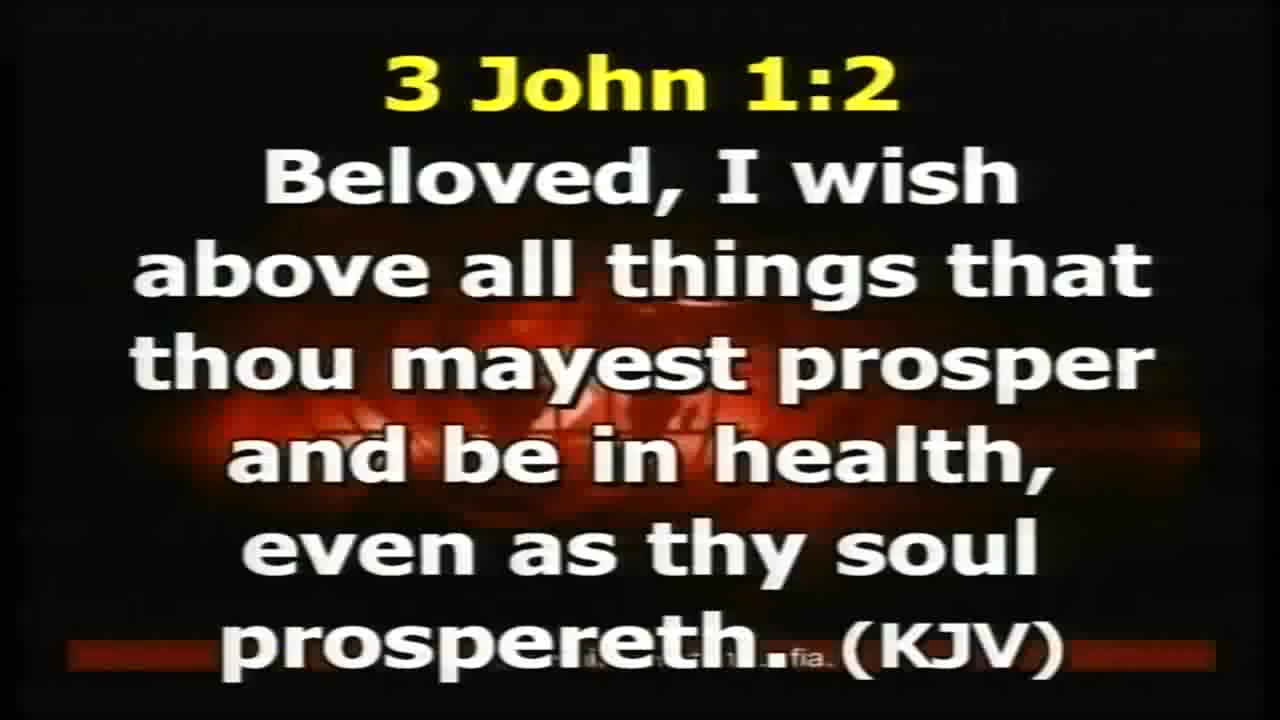 3 John 1:2
Beloved, I wish
above all things that
thou mayest prosper
and be in health,
even as thy soul
prospereth. (KJV)